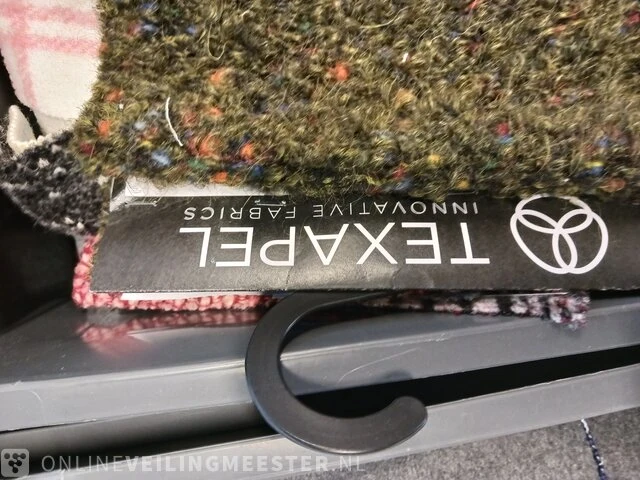 TEXAPEL
INNOVATIVE FABRICS
ONLINEVEILINGMEESTER.NL